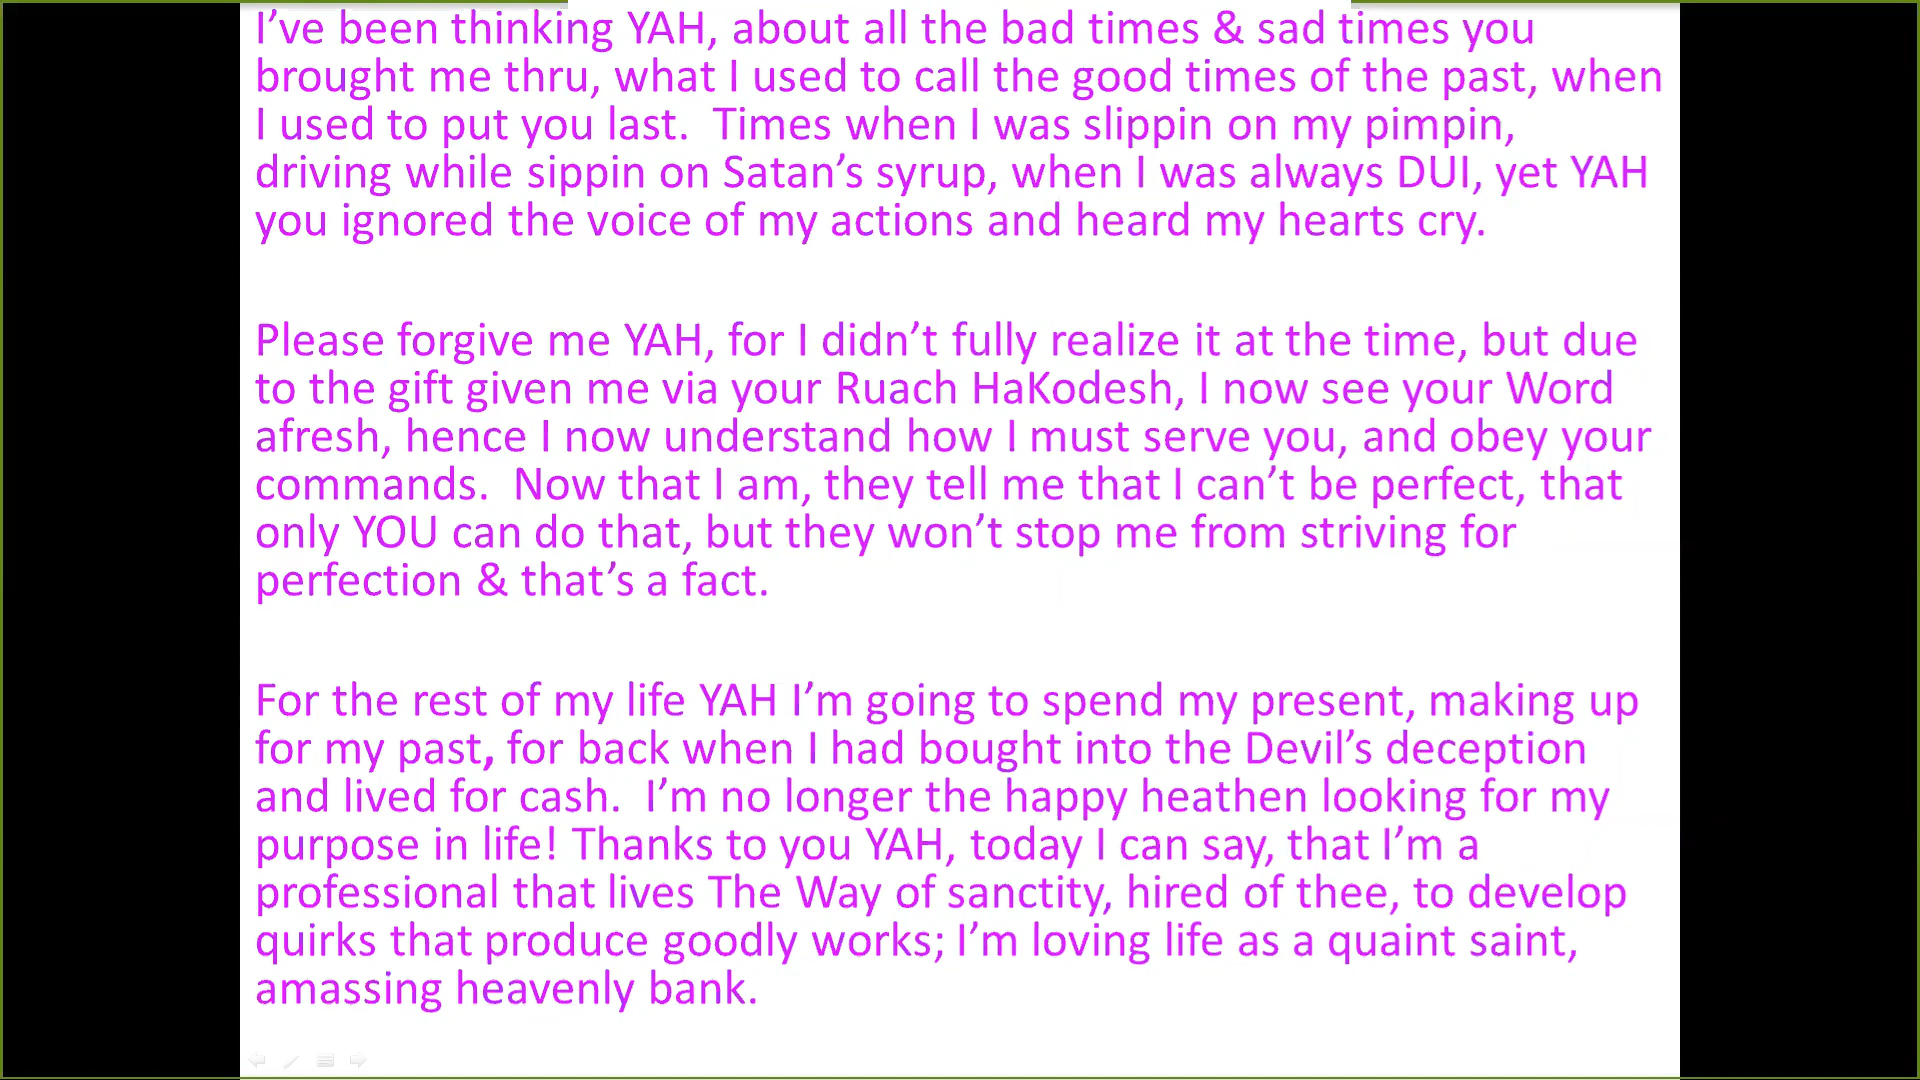 I’ve been thinking YAH, about all the bad times & sad times you
brought me thru, what I used to call the good times of the past, when
I used to put you last.  Times when I was slippin on my pimpin,
driving while sippin on Satan’s syrup, when I was always DUI, yet YAH
you ignored the voice of my actions and heard my hearts cry.
Please forgive me YAH, for I didn’t fully realize it at the time, but due
to the gift given me via your Ruach HaKodesh, I now see your Word
afresh, hence I now understand how I must serve you, and obey your
commands.  Now that I am, they tell me that I can’t be perfect, that
only YOU can do that, but they won’t stop me from striving for
perfection & that’s a fact.
For the rest of my life YAH I’m going to spend my present, making up
for my past, for back when I had bought into the Devil’s deception
and lived for cash.  I’m no longer the happy heathen looking for my
purpose in life! Thanks to you YAH, today I can say, that I’m a
professional that lives The Way of sanctity, hired of thee, to develop
quirks that produce goodly works; I’m loving life as a quaint saint,
amassing heavenly bank.